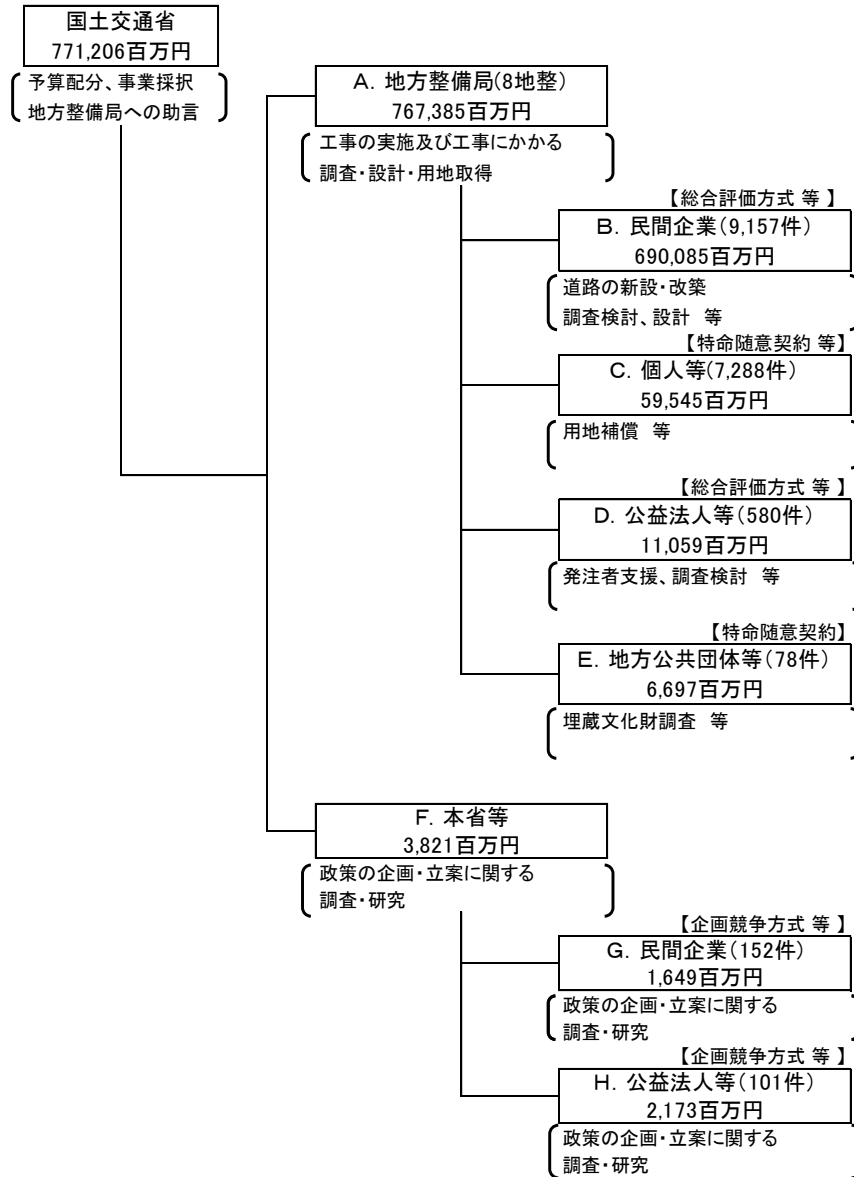 国土交通省
771,206百万円
予算配分、事業採択
地方整備局への助言
A. 地方整備局(8地整)
767,385百万円
工事の実施及び工事にかかる
調査・設計・用地取得
【総合評価方式 等 】
B. 民間企業(9,157件)
690,085百万円
道路の新設・改築
調査検討、設計 等
【特命随意契約 等】
C. 個人等(7,288件)
59,545百万円
用地補償 等
【総合評価方式 等 】
D. 公益法人等(580件)
11,059百万円
発注者支援、調査検討 等
【特命随意契約】
E. 地方公共団体等(78件)
6,697百万円
埋蔵文化財調査 等
F. 本省等
3,821百万円
政策の企画・立案に関する
調査・研究
【企画競争方式 等 】
G. 民間企業(152件)
1,649百万円
政策の企画・立案に関する
調査・研究
【企画競争方式 等 】
H. 公益法人等(101件)
2,173百万円
政策の企画・立案に関する
調査・研究